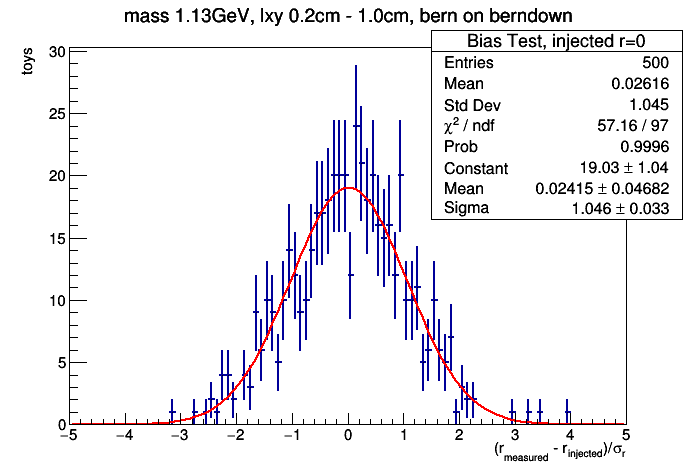 mass 1.13GeV, lxy 0.2cm - 1.0cm, bern on berndown
toys
Bias Test, injected r=0
Entries 500
Mean 0.02616
Std Dev 1.045
χ² / ndf 57.16 / 97
Prob 0.9996
Constant 19.03 ± 1.04
Mean 0.02415 ± 0.04682
Sigma 1.046 ± 0.033
30
25
20
15
10
5
0
−5 −4 −3 −2 −1 0 1 2 3 4 5
(r_measured - r_injected)/σ_r